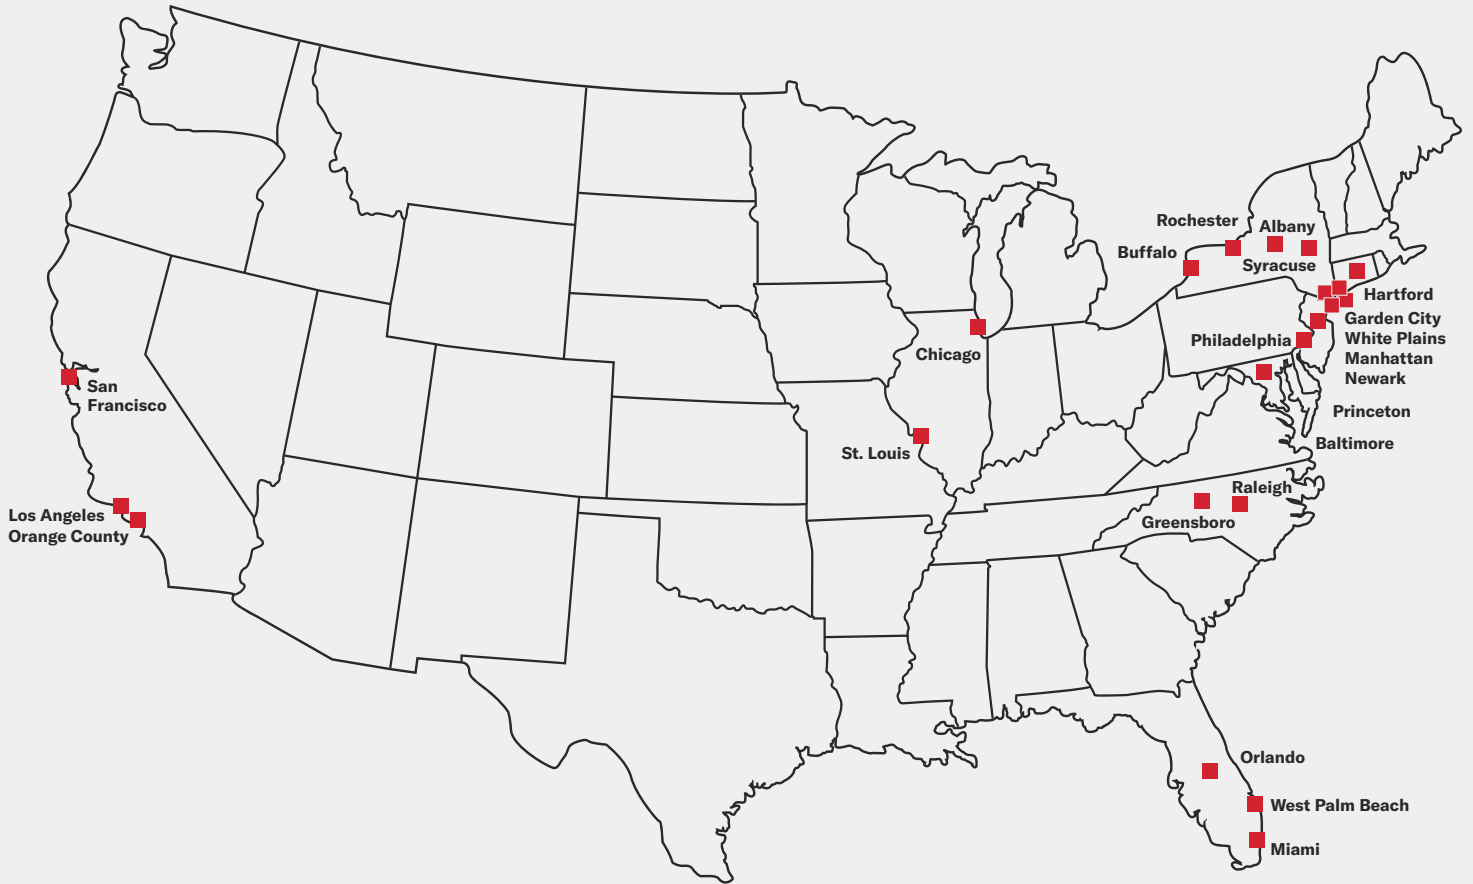 Rochester
Albany
Buffalo
Syracuse
Hartford
Garden City
Philadelphia
White Plains
Chicago
Manhattan
Newark
San
Francisco
Princeton
Baltimore
St. Louis
Raleigh
Los Angeles
Greensboro
Orange County
Orlando
West Palm Beach
Miami